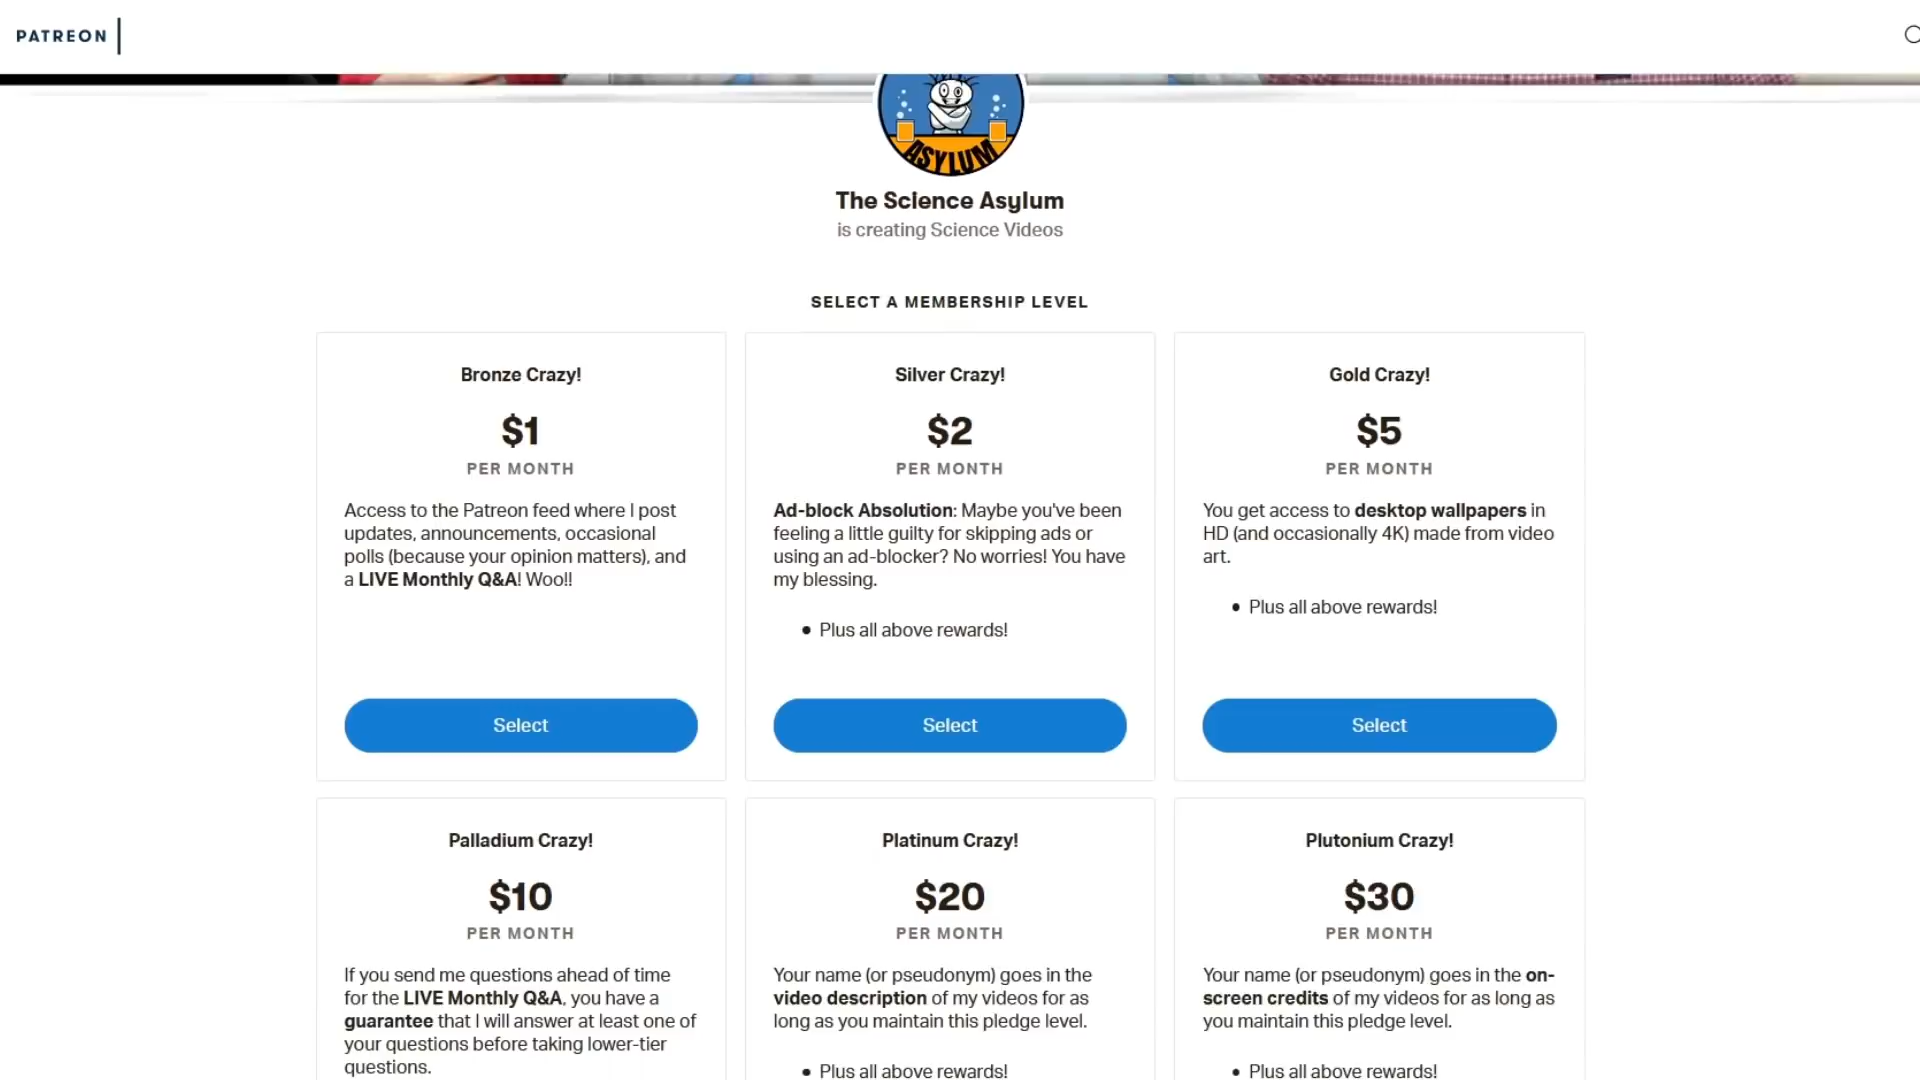 PATREON
ASYLUM
The Science Asylum
is creating Science Videos
SELECT A MEMBERSHIP LEVEL
Bronze Crazy!
$1
PER MONTH
Access to the Patreon feed where I post
updates, announcements, occasional
polls (because your opinion matters), and
a LIVE Monthly Q&A! Woo!!
Select
Silver Crazy!
$2
PER MONTH
Ad-block Absolution: Maybe you've been
feeling a little guilty for skipping ads or
using an ad-blocker? No worries! You have
my blessing.
• Plus all above rewards!
Select
Gold Crazy!
$5
PER MONTH
You get access to desktop wallpapers in
HD (and occasionally 4K) made from video
art.
• Plus all above rewards!
Select
Palladium Crazy!
$10
PER MONTH
If you send me questions ahead of time
for the LIVE Monthly Q&A, you have a
guarantee that I will answer at least one of
your questions before taking lower-tier
questions.
Platinum Crazy!
$20
PER MONTH
Your name (or pseudonym) goes in the
video description of my videos for as
long as you maintain this pledge level.
• Plus all above rewards!
Plutonium Crazy!
$30
PER MONTH
Your name (or pseudonym) goes in the on-
screen credits of my videos for as long as
you maintain this pledge level.
• Plus all above rewards!